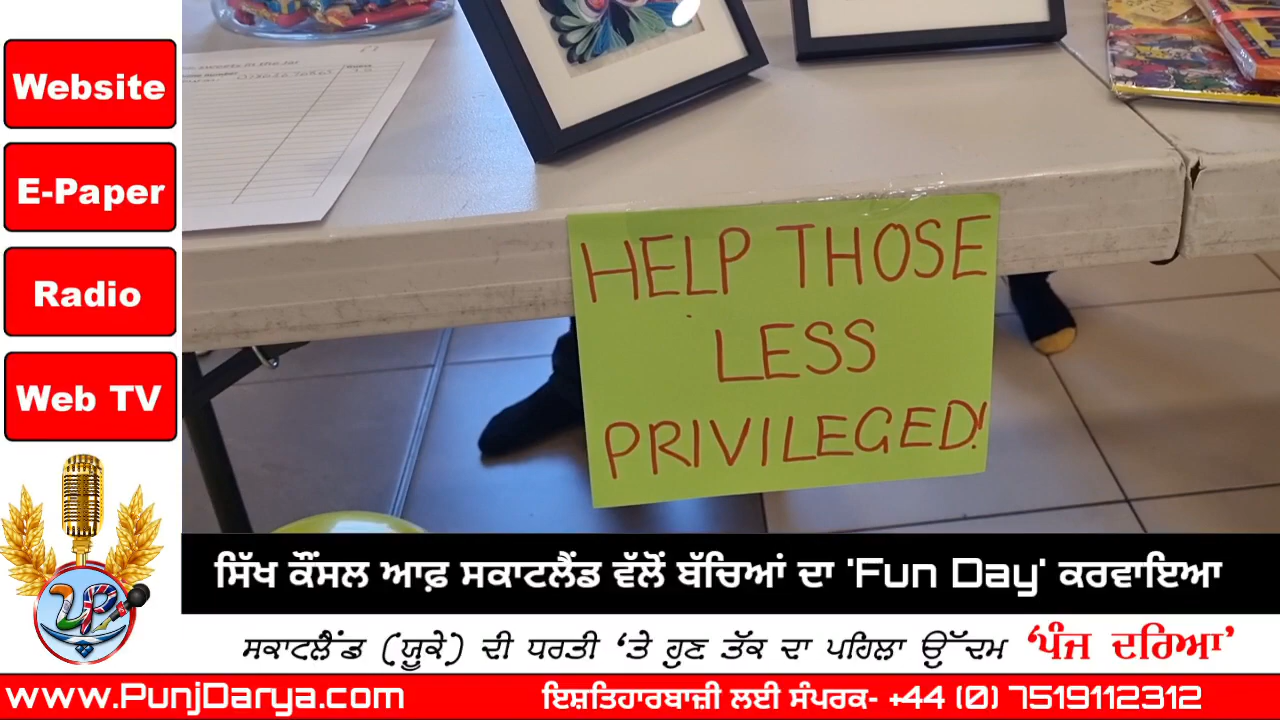 Website
E-Paper
Radio
Web TV
HELP THOSE
LESS
PRIVILEGED!
ਸਿੱਖ ਕੌਂਸਲ ਆਫ਼ ਸਕਾਟਲੈਂਡ ਵੱਲੋਂ ਬੱਚਿਆਂ ਦਾ 'Fun Day' ਕਰਵਾਇਆ
ਸਕਾਟਲੈਂਡ (ਯੂਕੇ) ਦੀ ਧਰਤੀ ‘ਤੇ ਹੁਣ ਤੱਕ ਦਾ ਪਹਿਲਾ ਉੱਦਮ ‘ਪੰਜ ਦਰਿਆ’
www.PunjDarya.com ਇਸ਼ਤਿਹਾਰਬਾਜ਼ੀ ਲਈ ਸੰਪਰਕ- +44 (0) 7519112312